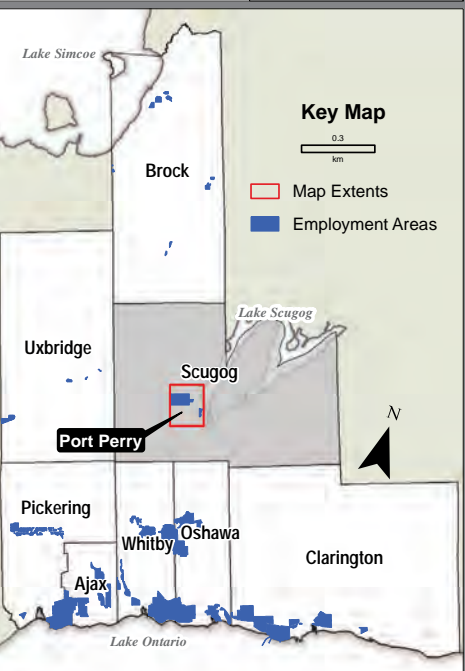 Lake Simcoe
Key Map
0.3
km
Brock
Map Extents
Employment Areas
Lake Scugog
Uxbridge
Scugog
N
Port Perry
Pickering
Whitby
Oshawa
Clarington
Ajax
Lake Ontario